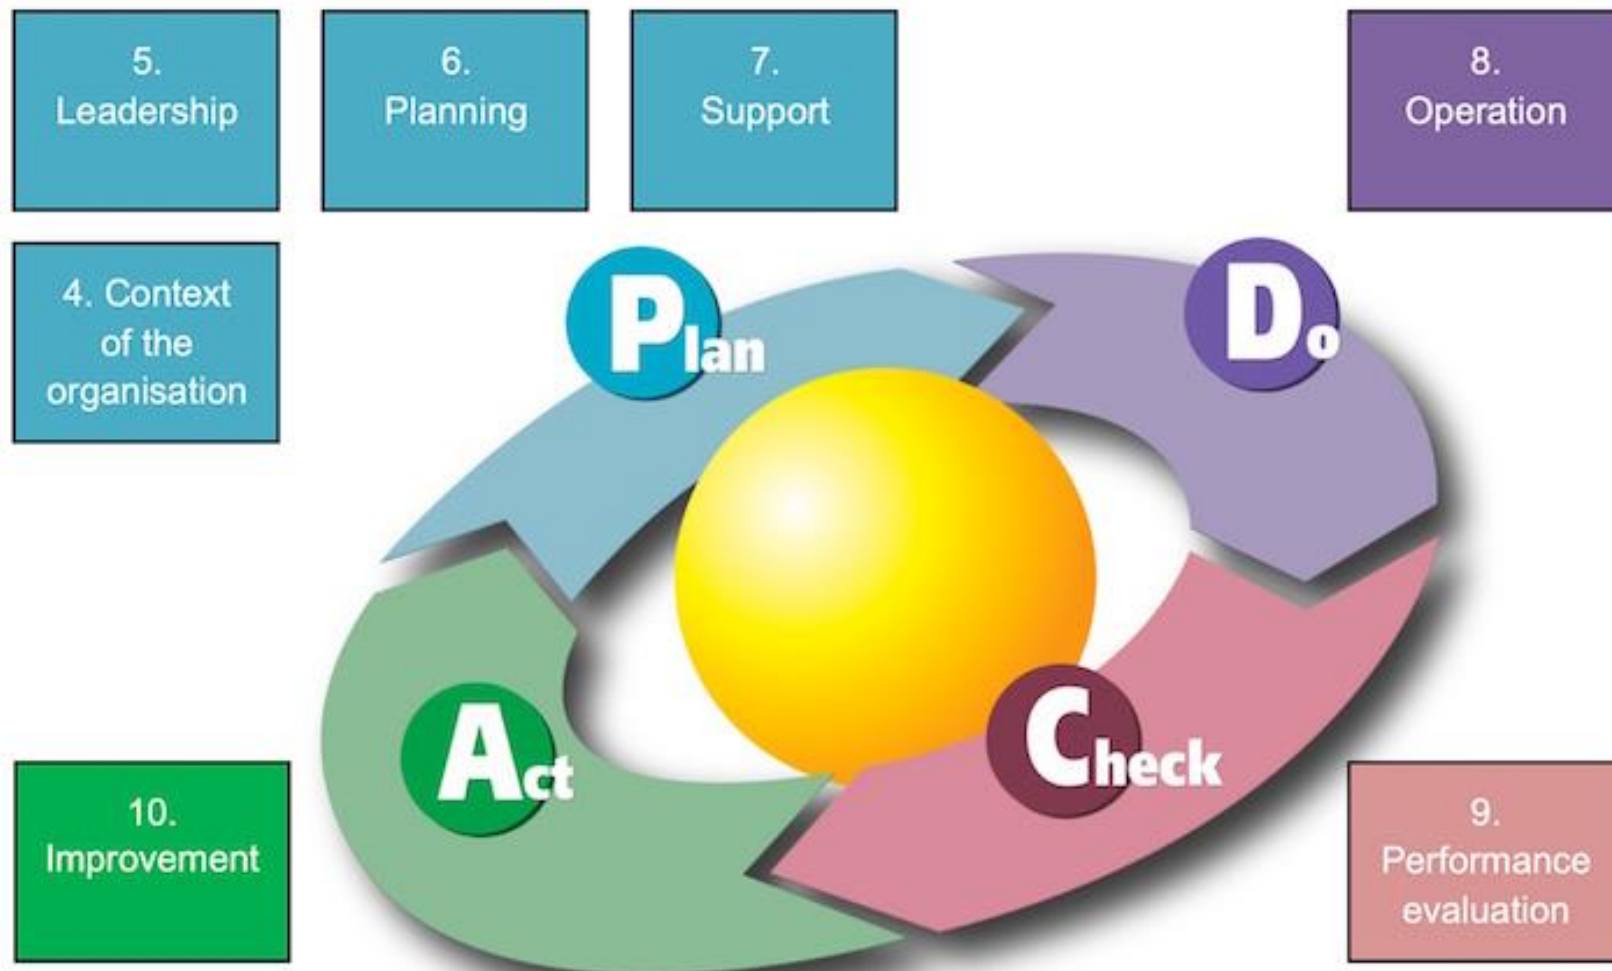 5.
Leadership
6.
Planning
7.
Support
8.
Operation
4. Context
of the
organisation
Plan
Do
Act
Check
10.
Improvement
9.
Performance
evaluation